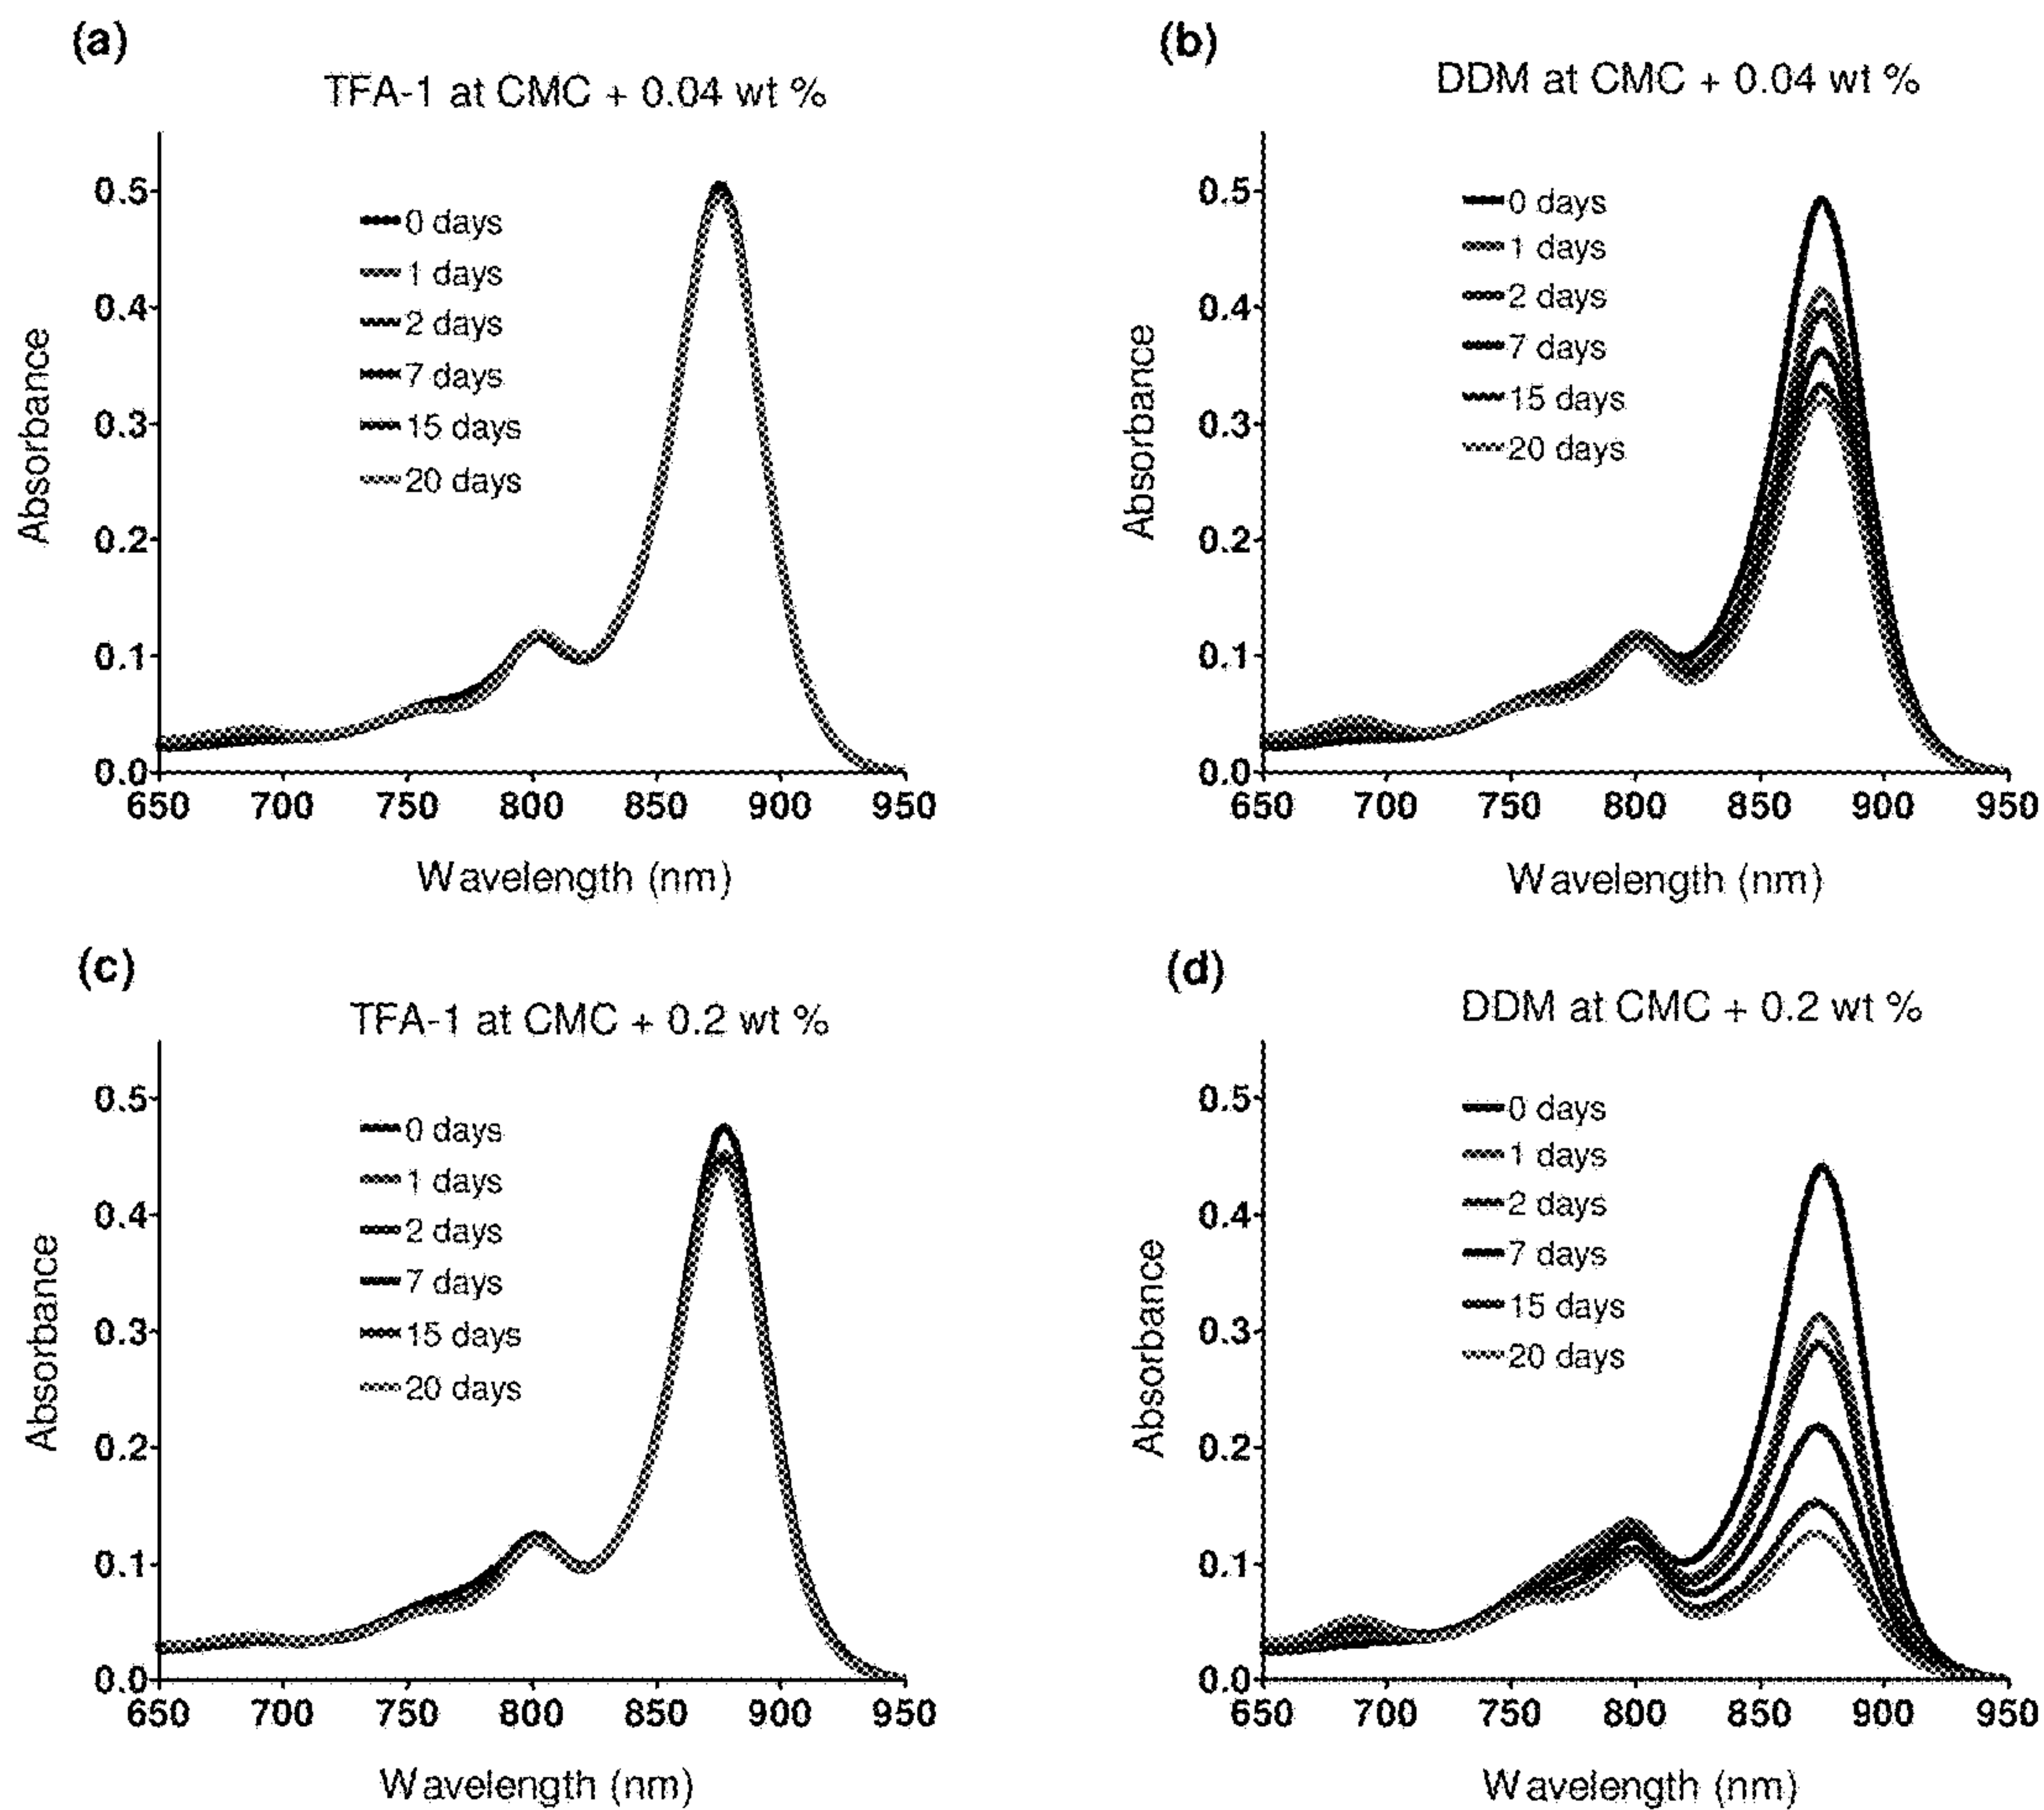 (a)
TFA-1 at CMC + 0.04 wt %
Absorbance
0.5
0.4
0.3
0.2
0.1
0.0
0 days
1 days
2 days
7 days
15 days
20 days
650 700 750 800 850 900 950
Wavelength (nm)
(b)
DDM at CMC + 0.04 wt %
Absorbance
0.5
0.4
0.3
0.2
0.1
0.0
0 days
1 days
2 days
7 days
15 days
20 days
650 700 750 800 850 900 950
Wavelength (nm)
(c)
TFA-1 at CMC + 0.2 wt %
Absorbance
0.5
0.4
0.3
0.2
0.1
0.0
0 days
1 days
2 days
7 days
15 days
20 days
650 700 750 800 850 900 950
Wavelength (nm)
(d)
DDM at CMC + 0.2 wt %
Absorbance
0.5
0.4
0.3
0.2
0.1
0.0
0 days
1 days
2 days
7 days
15 days
20 days
650 700 750 800 850 900 950
Wavelength (nm)